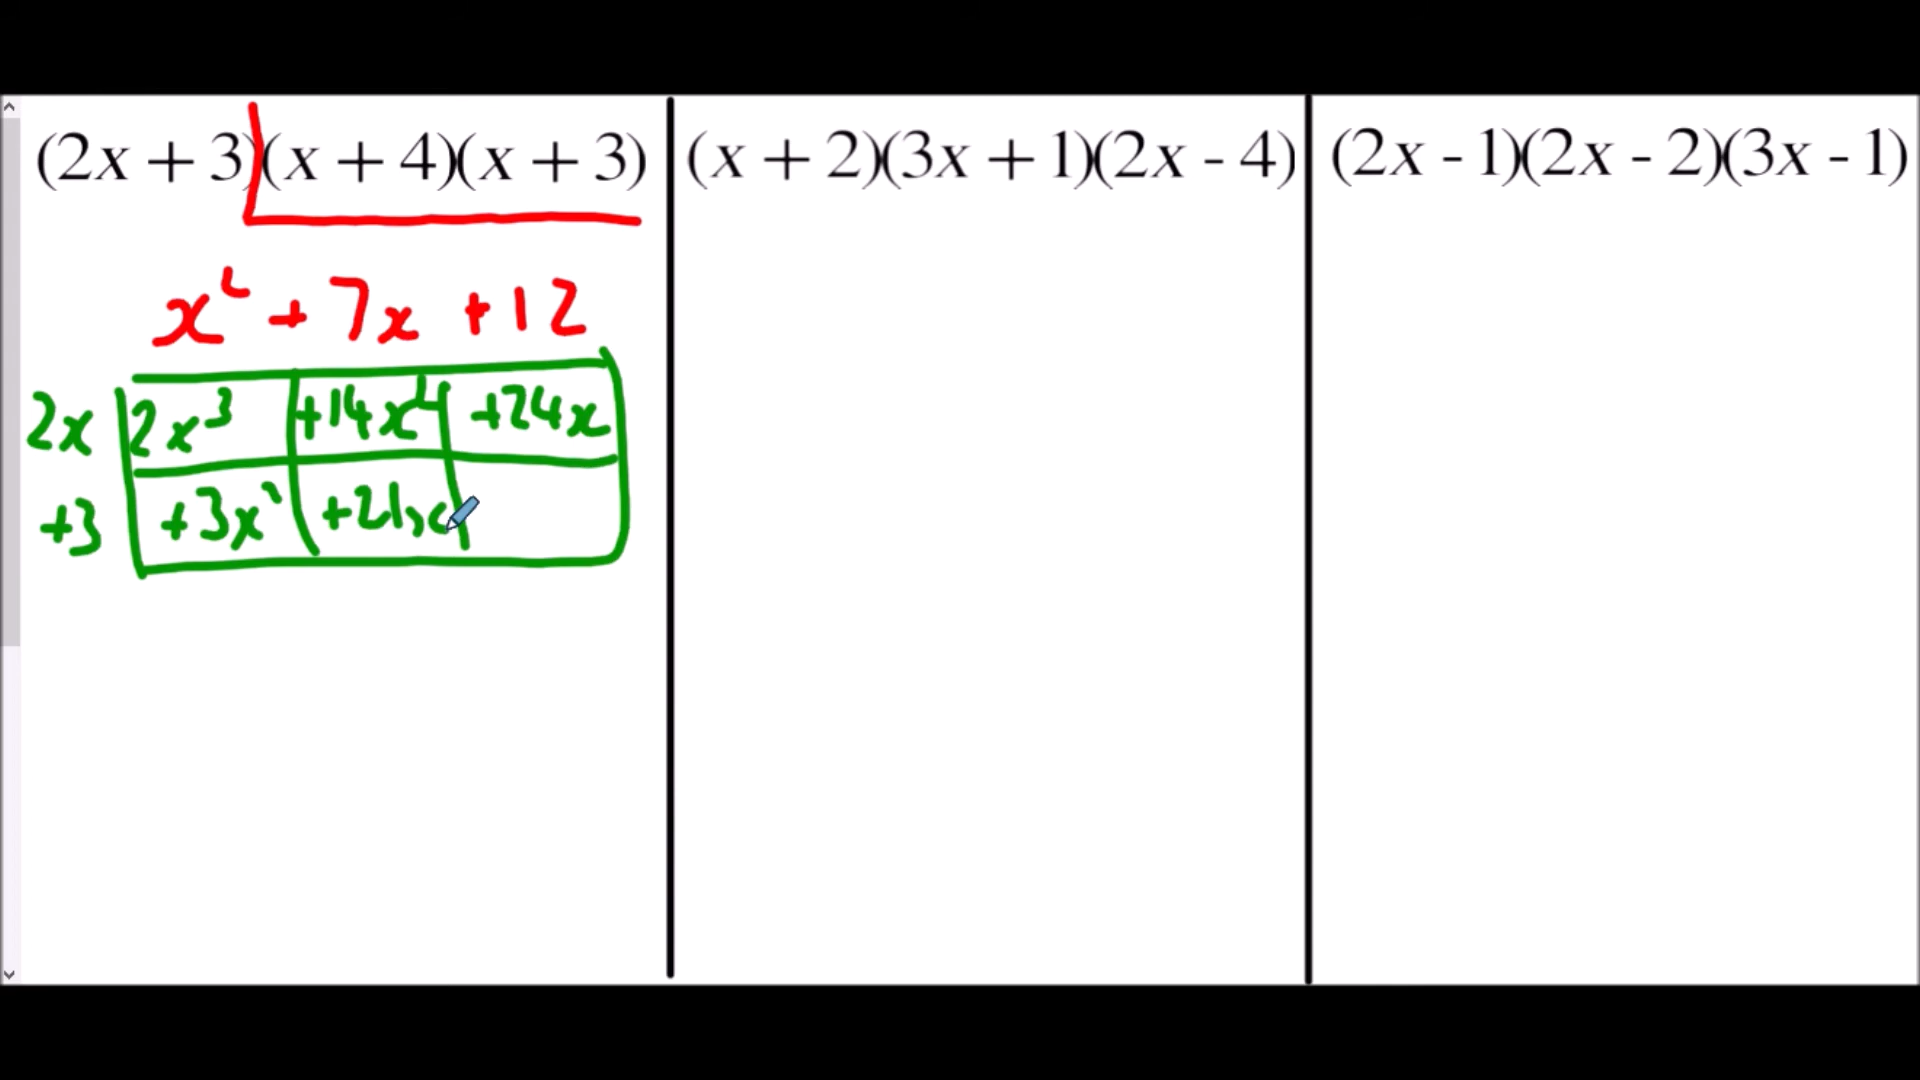 (2x + 3)(x + 4)(x + 3)
x² + 7x + 12
2x 2x³ +14x² +24x
+3 +3x² +21x
(x + 2)(3x + 1)(2x - 4)
(2x - 1)(2x - 2)(3x - 1)